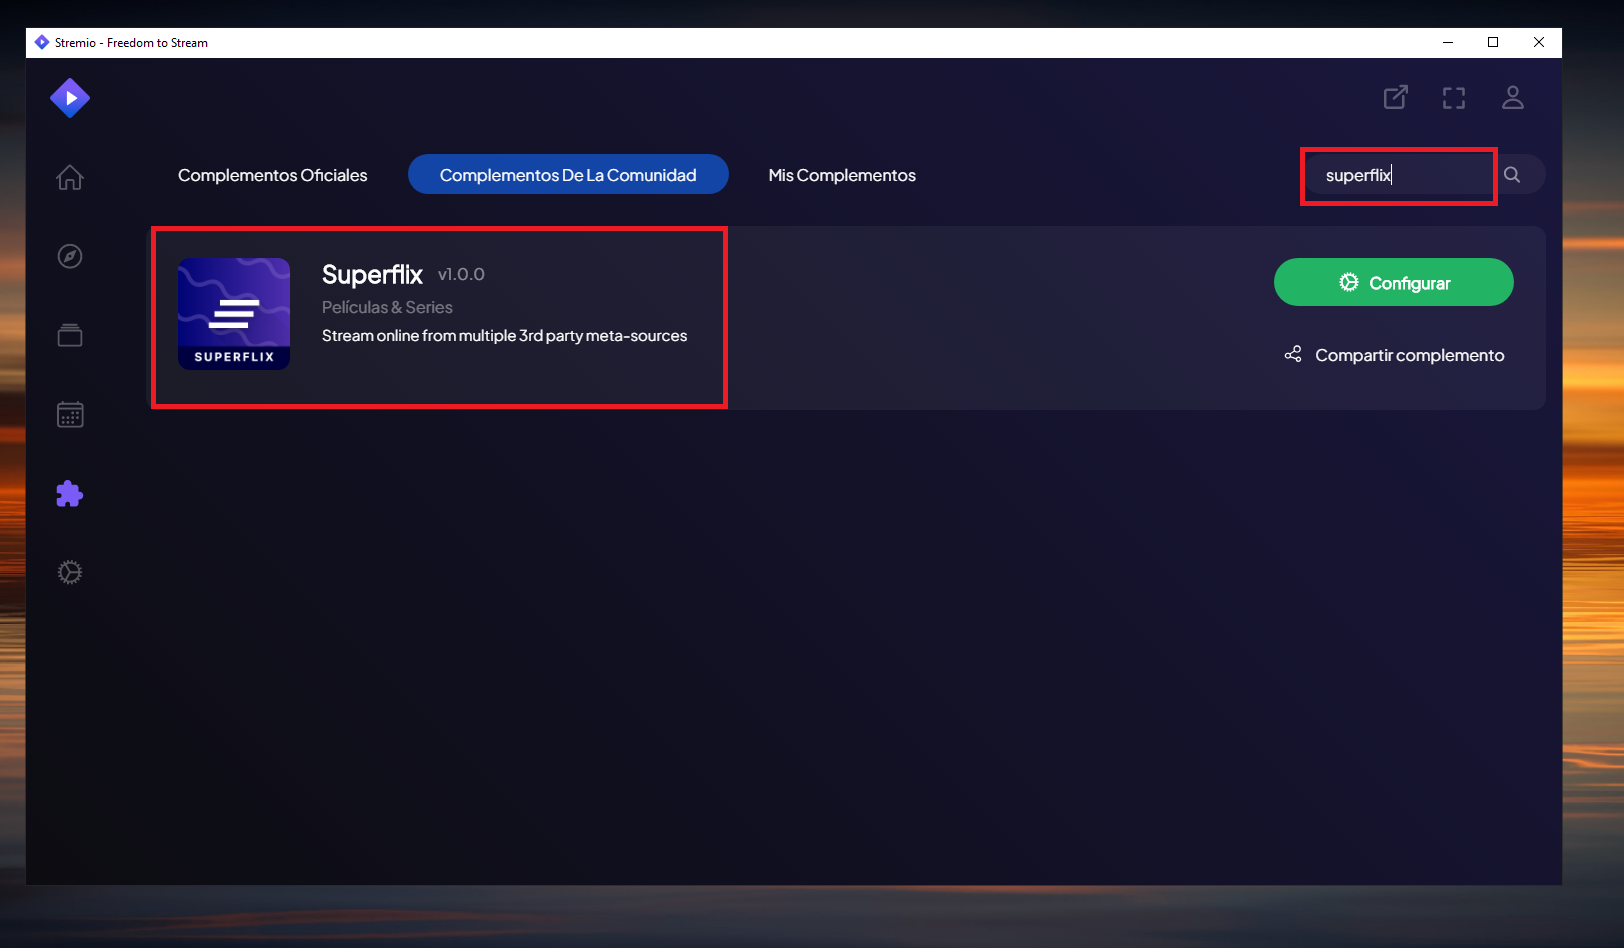 Stremio - Freedom to Stream
Complementos Oficiales
Complementos De La Comunidad
Mis Complementos
superflix
Superflix v1.0.0
Películas & Series
Stream online from multiple 3rd party meta-sources
SUPERFLIX
Configurar
Compartir complemento